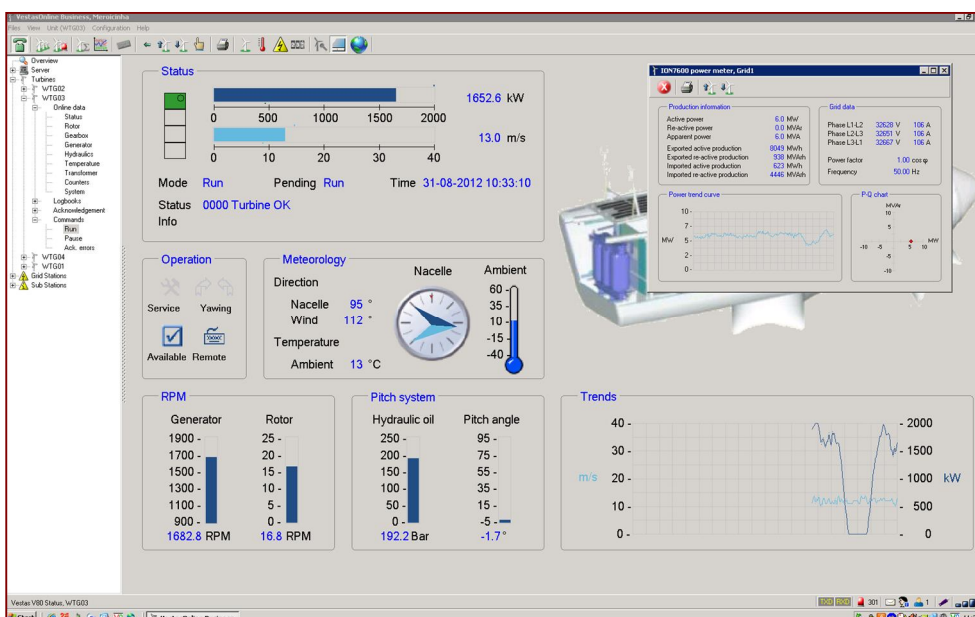 VestasOnline Business, Meroicinha
Files View Unit (WTG03) Configuration Help
Overview
Server
Turbines
WTG02
WTG03
Online data
Status
Rotor
Gearbox
Generator
Hydraulics
Temperature
Transformer
Counters
System
Logbooks
Acknowledgement
Commands
Run
Pause
Ack. errors
WTG04
WTG01
Grid Stations
Sub Stations
Status
1652.6 kW
0 500 1000 1500 2000
13.0 m/s
0 10 20 30 40
Mode Run Pending Run Time 31-08-2012 10:33:10
Status 0000 Turbine OK
Info
Operation
Service Yawing
Available Remote
Meteorology
Direction
Nacelle 95 °
Wind 112 °
Temperature
Ambient 13 °C
Nacelle
Ambient
60 -
35 -
10 -
-15 -
-40 -
ION7600 power meter, Grid1
Production information
Active power 6.0 MW
Re-active power 0.0 MVAr
Apparent power 6.0 MVA
Exported active production 8049 MWh
Exported re-active production 938 MVArh
Imported active production 623 MWh
Imported re-active production 4446 MVArh
Grid data
Phase L1-L2 32628 V 106 A
Phase L2-L3 32651 V 106 A
Phase L3-L1 32667 V 106 A
Power factor 1.00 cos φ
Frequency 50.00 Hz
Power trend curve
MW
10 -
7 -
5 -
2 -
0 -
P-Q chart
MVAr
10
5
-10 -5 5 10 MW
-5
-10
RPM
Generator
1900 -
1700 -
1500 -
1300 -
1100 -
900 -
1682.8 RPM
Rotor
25 -
20 -
15 -
10 -
5 -
0 -
16.8 RPM
Pitch system
Hydraulic oil
250 -
200 -
150 -
100 -
50 -
0 -
192.2 Bar
Pitch angle
95 -
75 -
55 -
35 -
15 -
-5 -
-1.7 °
Trends
m/s
40 -
30 -
20 -
10 -
0 -
- 2000
- 1500
- 1000
- 500
- 0
kW
Vestas V80 Status, WTG03
TXD RXD 301 1